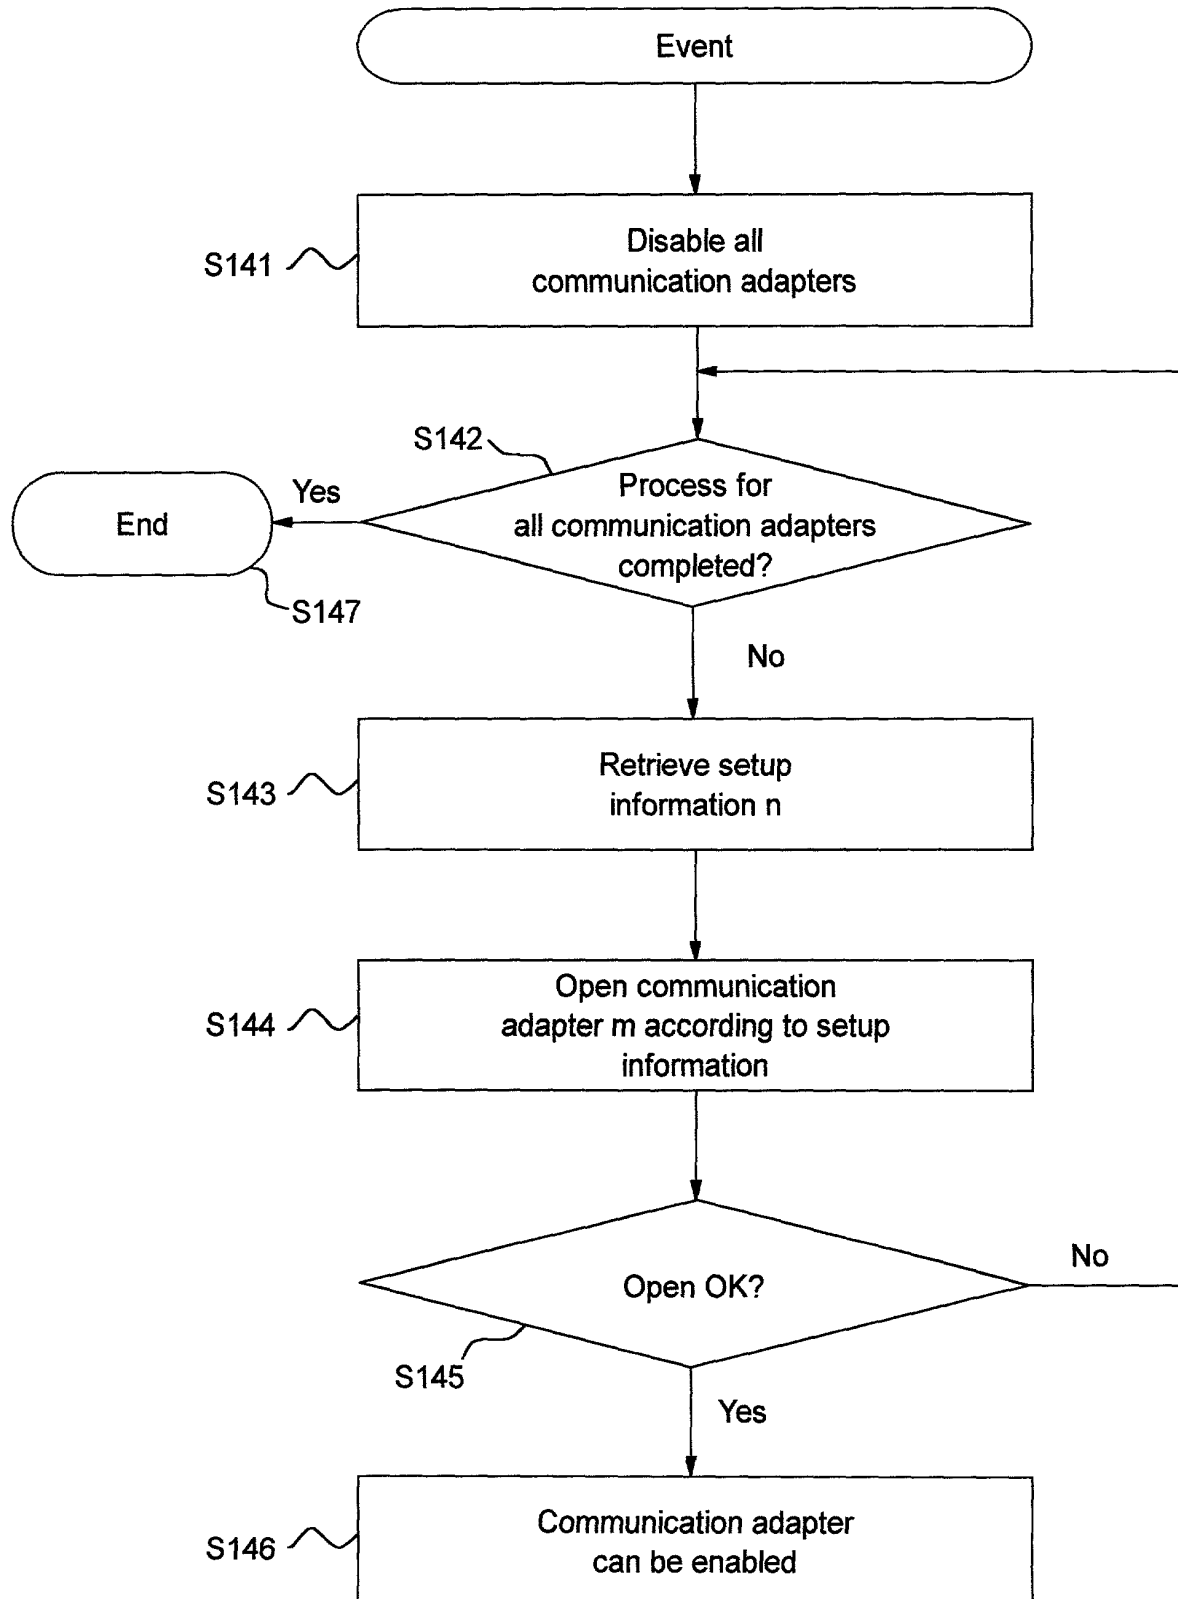 Event
S141
Disable all
communication adapters
S142
Process for
all communication adapters
completed?
Yes
End
S147
No
S143
Retrieve setup
information n
S144
Open communication
adapter m according to setup
information
Open OK?
No
S145
Yes
S146
Communication adapter
can be enabled